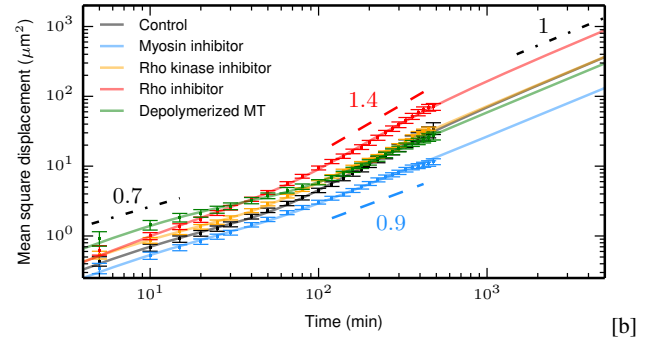 Mean square displacement (μm²)
10³
10²
10¹
10⁰
Control
Myosin inhibitor
Rho kinase inhibitor
Rho inhibitor
Depolymerized MT
0.7
1.4
0.9
1
10¹
10²
10³
Time (min)
[b]